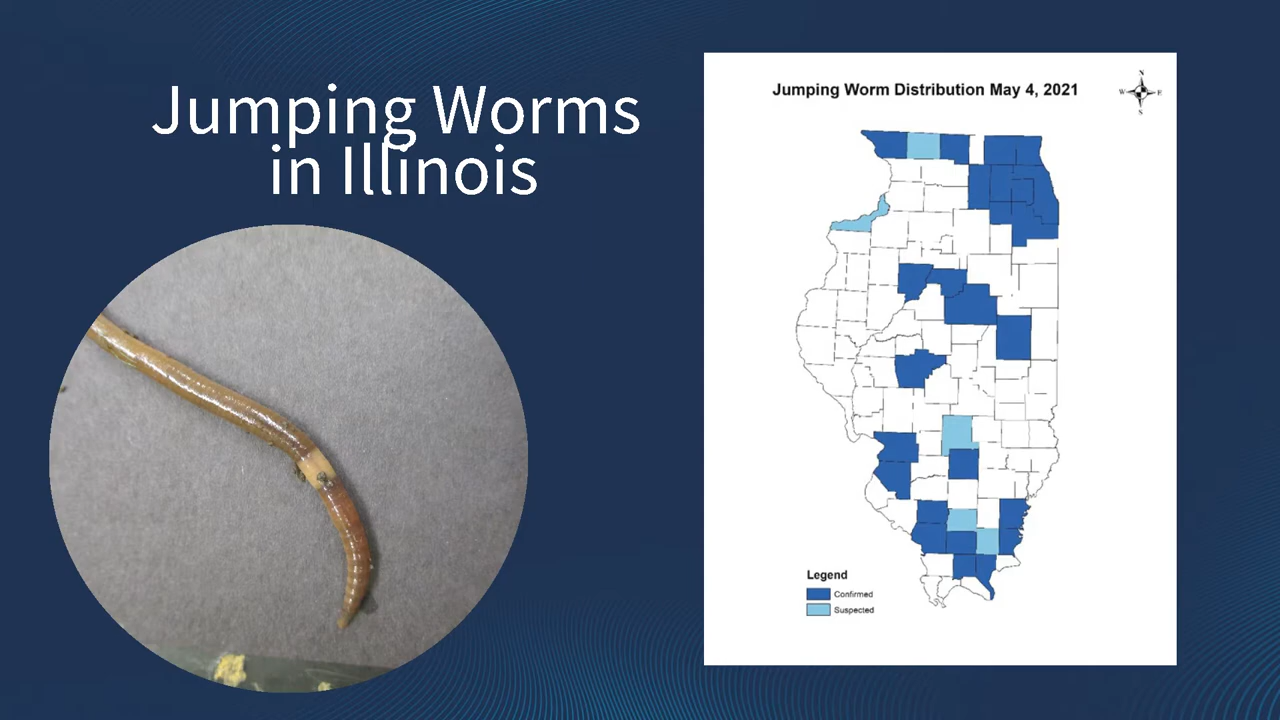 Jumping Worms
in Illinois
Jumping Worm Distribution May 4, 2021
N
W
E
S
Legend
Confirmed
Suspected